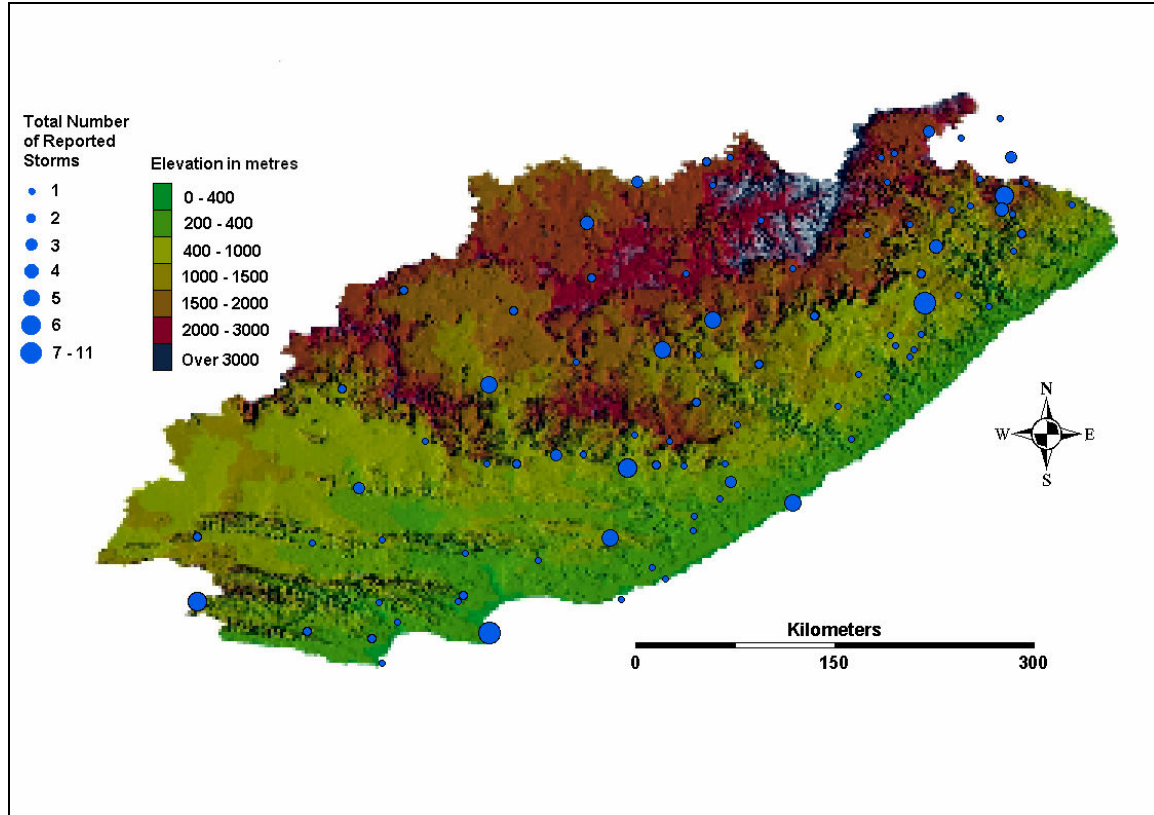 Total Number
of Reported
Storms
1
2
3
4
5
6
7 - 11
Elevation in metres
0 - 400
200 - 400
400 - 1000
1000 - 1500
1500 - 2000
2000 - 3000
Over 3000
N
W E
S
Kilometers
0 150 300